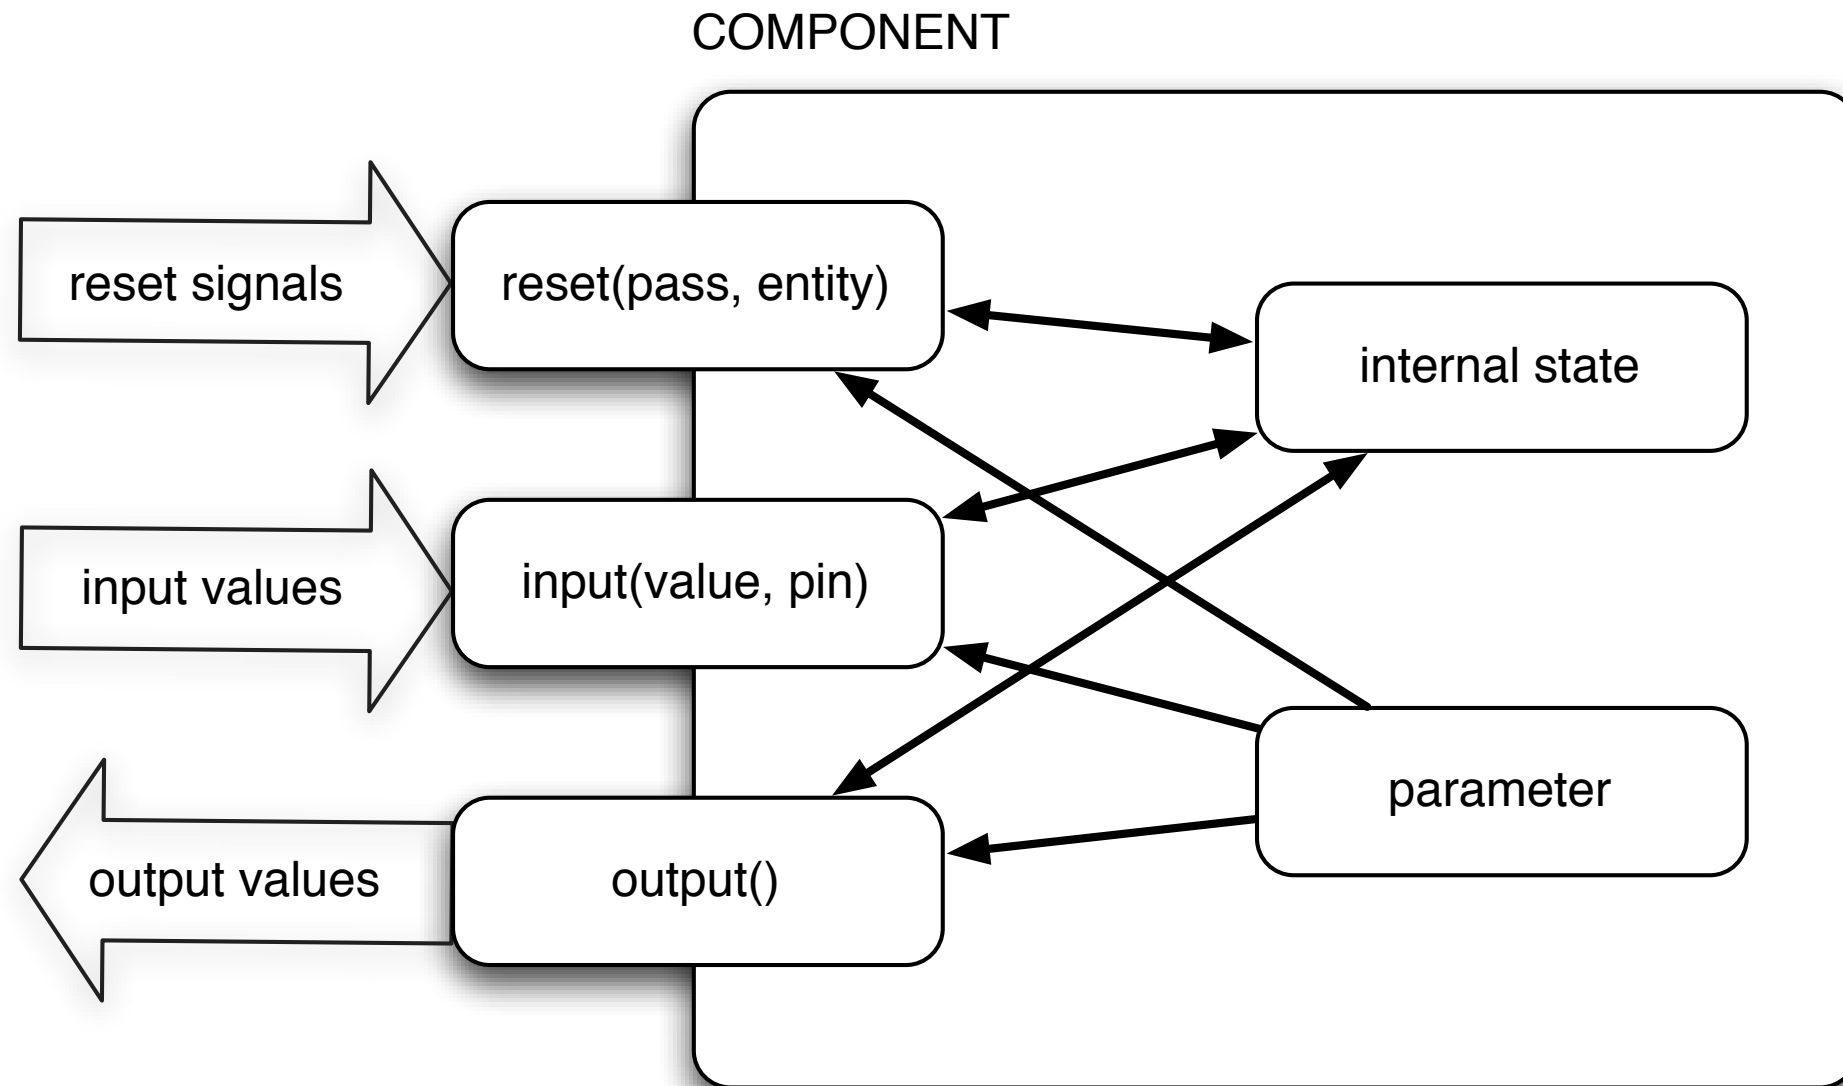 COMPONENT
reset signals
reset(pass, entity)
internal state
input values
input(value, pin)
parameter
output values
output()